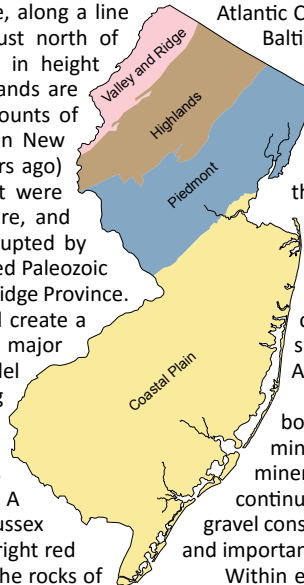 e, along a line
ust north of
in height
ands are
ounts of
n New
rs ago)
t were
re, and
upted by
ed Paleozoic
idge Province.
l create a
major
del
g
A
ussex
right red
he rocks of
Valley and Ridge
Highlands
Piedmont
Coastal Plain
Atlantic C
Balti
th
c
s
A
bo
min
miner
continu
gravel cons
and importan
Within c